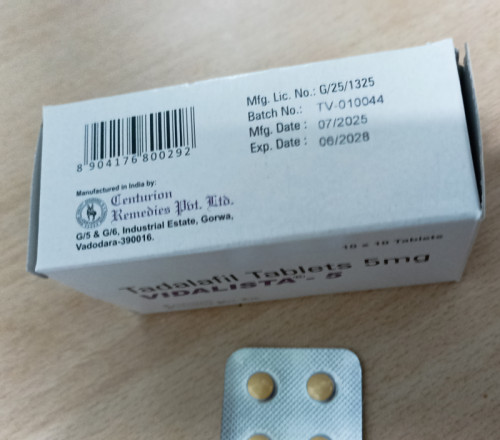 Mfg. Lic. No.: G/25/1325
Batch No.: TV-010044
Mfg. Date : 07/2025
Exp. Date : 06/2028
8 904176 800292
Manufactured in India by:
Centurion
Remedies Pvt. Ltd.
G/5 & G/6, Industrial Estate, Gorwa,
Vadodara-390016.
10 x 10 Tablets
Tadalafil Tablets 5mg
VIDALISTA®- 5